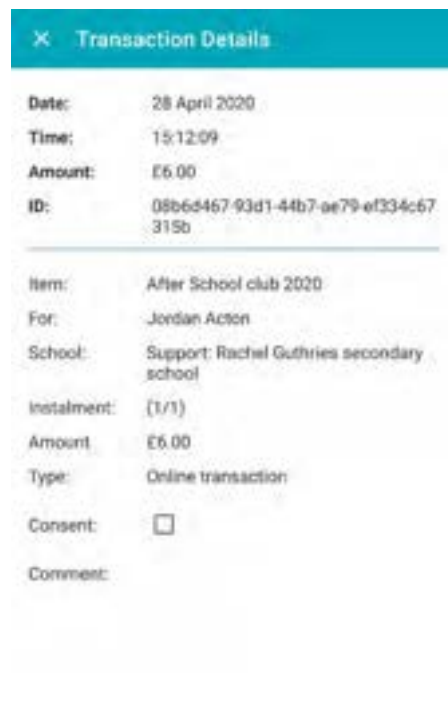 × Transaction Details
Date: 28 April 2020
Time: 15:12:09
Amount: £6.00
ID: 08b6d467-93d1-44b7-ae79-ef334c67
315b
Item: After School club 2020
For: Jordan Acton
School: Support: Rachel Guthries secondary
school
Instalment: (1/1)
Amount £6.00
Type: Online transaction
Consent:
Comment: